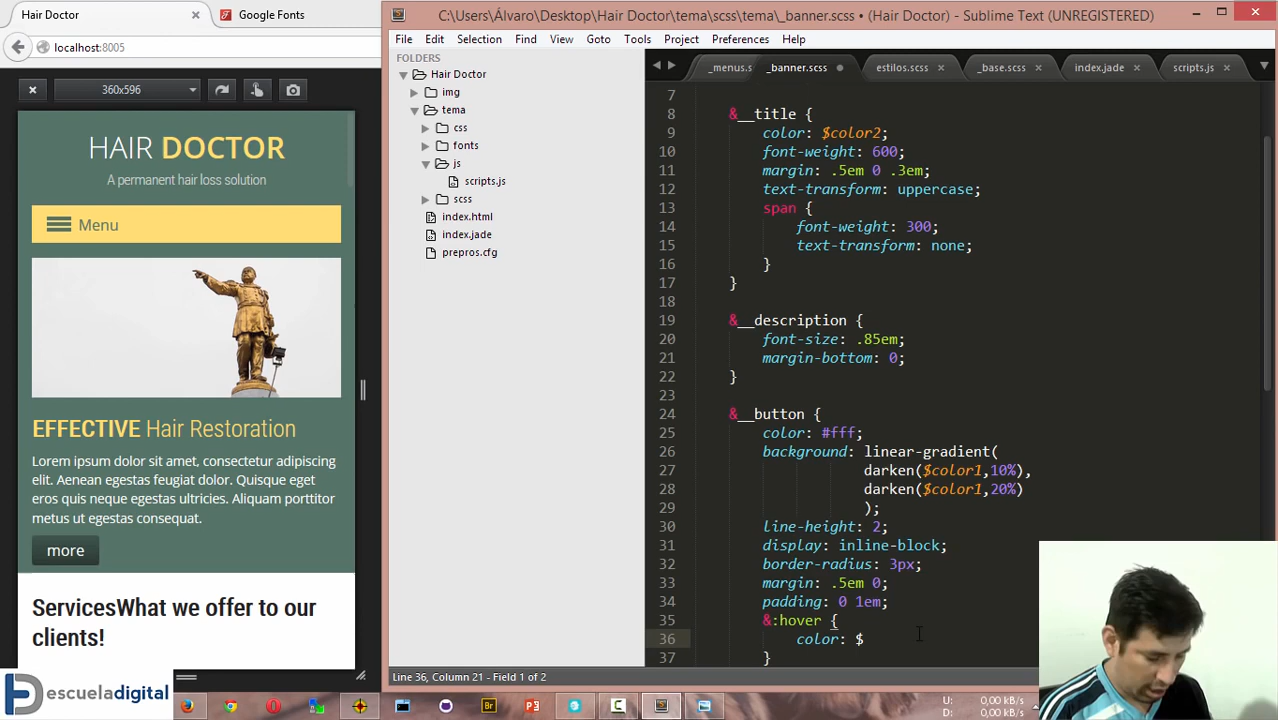 Hair Doctor
Google Fonts
localhost:8005
360x596
HAIR DOCTOR
A permanent hair loss solution
Menu
EFFECTIVE Hair Restoration
Lorem ipsum dolor sit amet, consectetur adipiscing
elit. Aenean egestas feugiat dolor. Quisque eget
eros quis neque egestas ultricies. Aliquam porttitor
metus ut egestas consequat.
more
ServicesWhat we offer to our
clients!
escueladigital
C:\Users\Álvaro\Desktop\Hair Doctor\tema\scss\tema\_banner.scss • (Hair Doctor) - Sublime Text (UNREGISTERED)
File Edit Selection Find View Goto Tools Project Preferences Help
FOLDERS
Hair Doctor
img
tema
css
fonts
js
scripts.js
scss
index.html
index.jade
prepros.cfg
_menus.s _banner.scss estilos.scss _base.scss index.jade scripts.js
7
8 &__title {
9 color: $color2;
10 font-weight: 600;
11 margin: .5em 0 .3em;
12 text-transform: uppercase;
13 span {
14 font-weight: 300;
15 text-transform: none;
16 }
17 }
18
19 &__description {
20 font-size: .85em;
21 margin-bottom: 0;
22 }
23
24 &__button {
25 color: #fff;
26 background: linear-gradient(
27 darken($color1,10%),
28 darken($color1,20%)
29 );
30 line-height: 2;
31 display: inline-block;
32 border-radius: 3px;
33 margin: .5em 0;
34 padding: 0 1em;
35 &:hover {
36 color: $
37 }
Line 36, Column 21 - Field 1 of 2
U: 0,00 kB/s
D: 0,00 kB/s